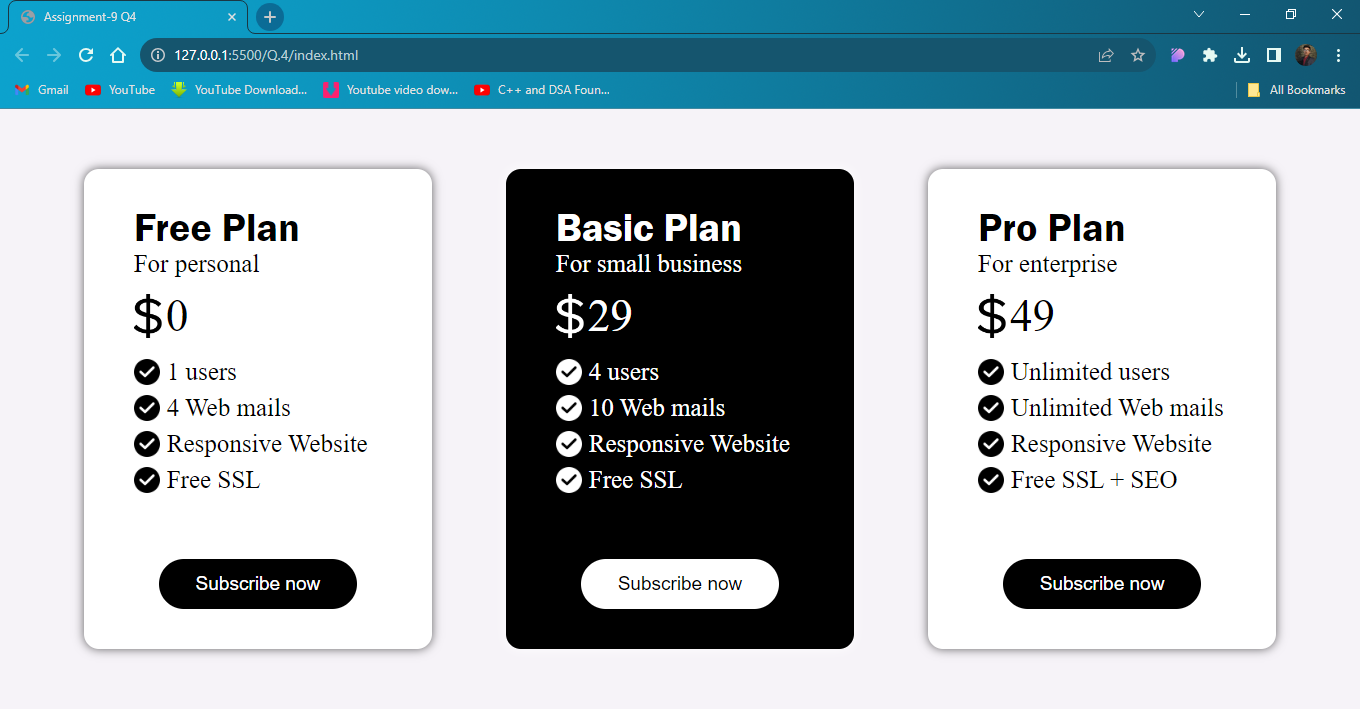 Assignment-9 Q4
127.0.0.1:5500/Q.4/index.html
Gmail
YouTube
YouTube Download...
Youtube video dow...
C++ and DSA Foun...
All Bookmarks
Free Plan
For personal
$0
1 users
4 Web mails
Responsive Website
Free SSL
Subscribe now
Basic Plan
For small business
$29
4 users
10 Web mails
Responsive Website
Free SSL
Subscribe now
Pro Plan
For enterprise
$49
Unlimited users
Unlimited Web mails
Responsive Website
Free SSL + SEO
Subscribe now